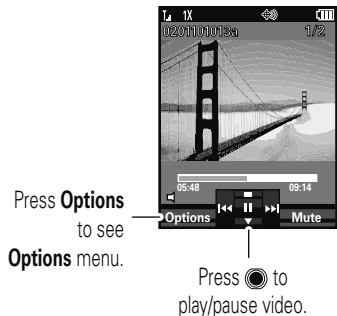 1X
0201101013a 1/2
05:48 09:14
Options Mute
Press Options
to see
Options menu.
Press to
play/pause video.